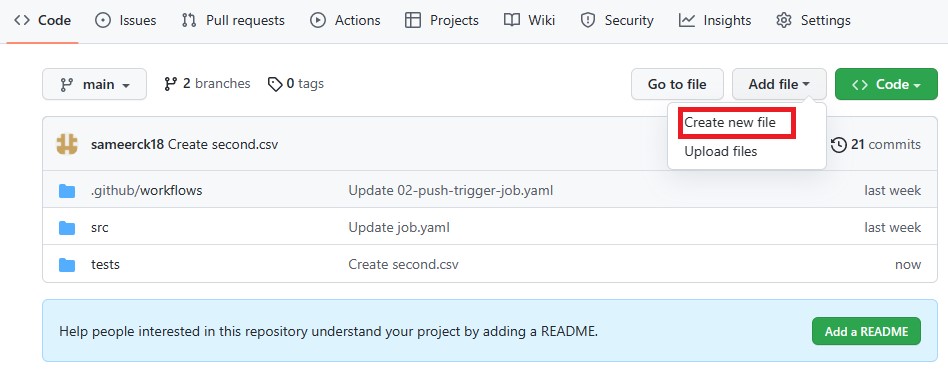 Code Issues Pull requests Actions Projects Wiki Security Insights Settings
main 2 branches 0 tags Go to file Add file Code
Create new file
Upload files
sameerck18 Create second.csv 21 commits
.github/workflows Update 02-push-trigger-job.yaml last week
src Update job.yaml last week
tests Create second.csv now
Help people interested in this repository understand your project by adding a README. Add a README